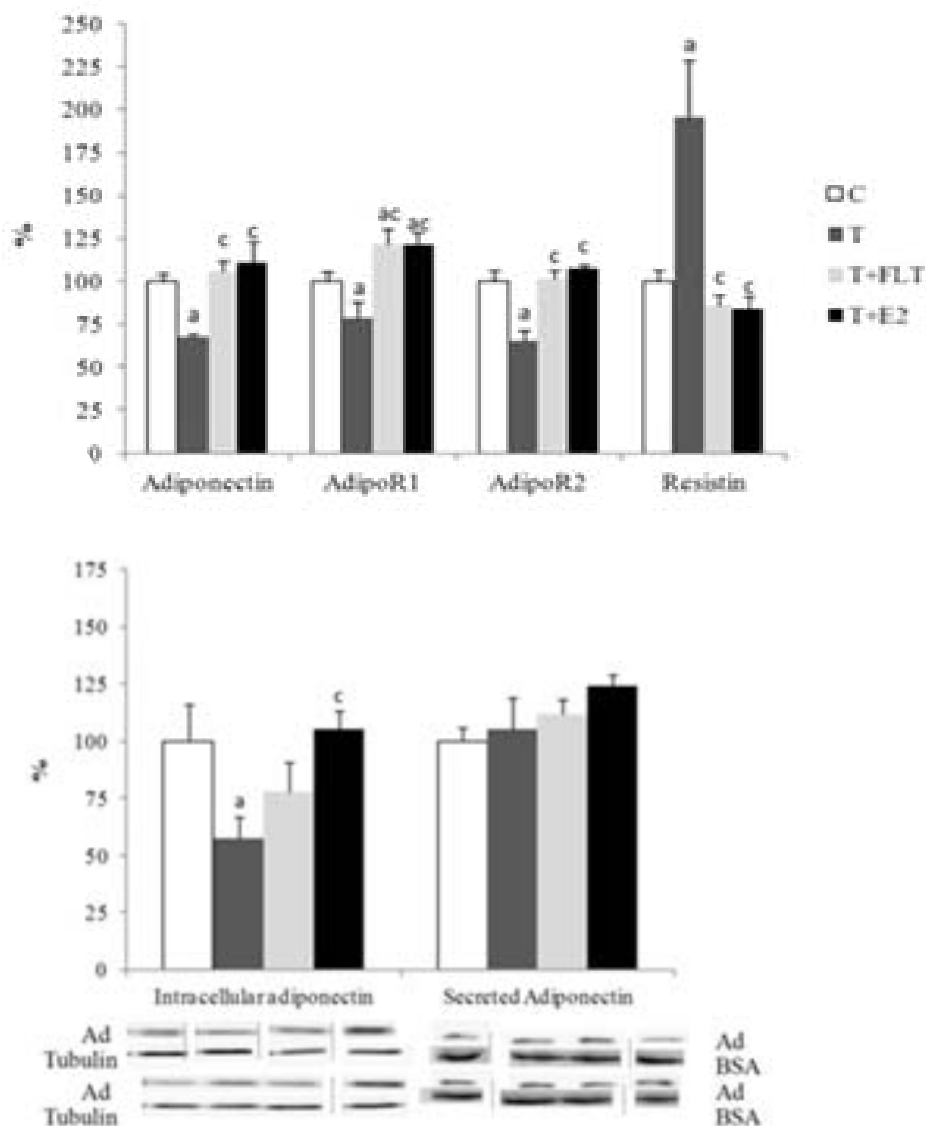 250
225
200
175
150
125
100
75
50
25
0
%
a c c
a ac ac
a c c
a c c
Adiponectin AdipoR1 AdipoR2 Resistin
C
T
T+FLT
T+E2
175
150
125
100
75
50
25
0
%
a c
Intracellular adiponectin Secreted Adiponectin
Ad Ad
Tubulin BSA
Ad Ad
Tubulin BSA